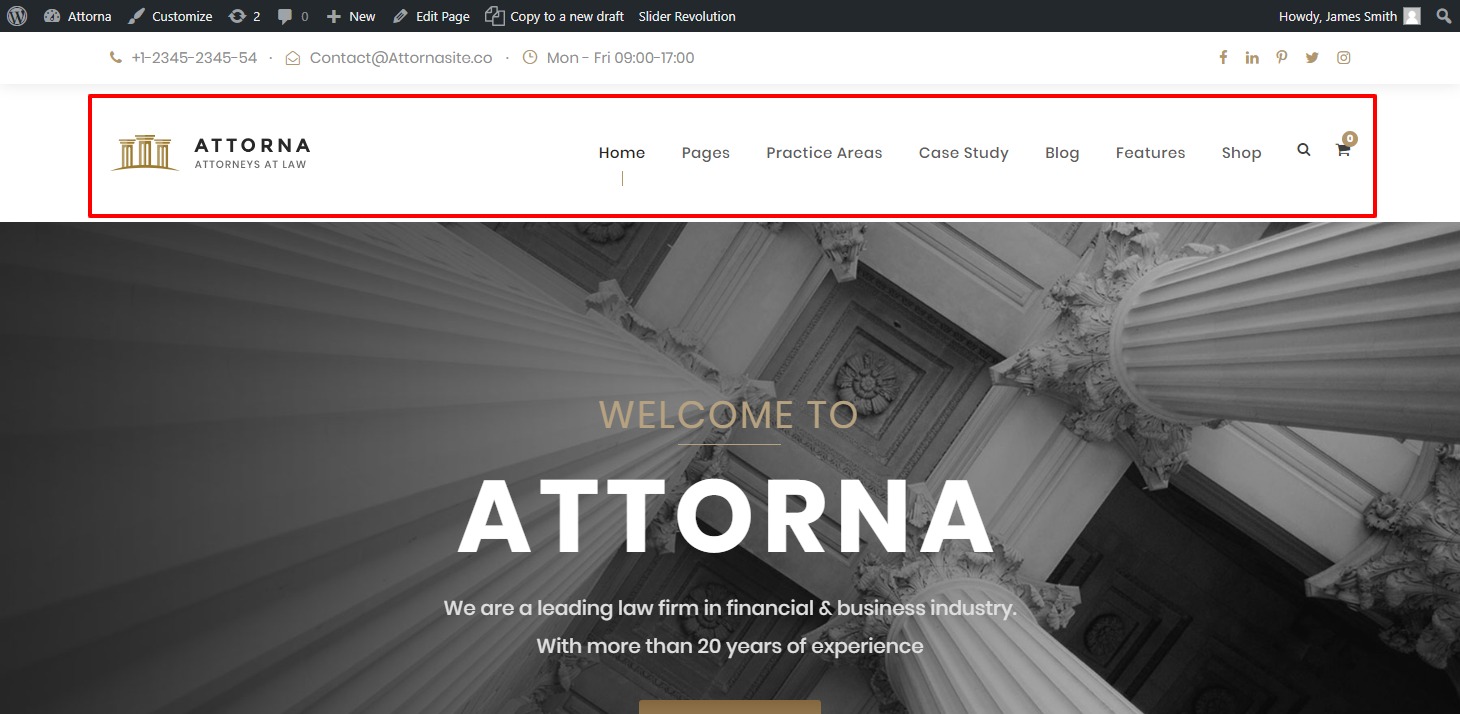 Attorna Customize 2 0 New Edit Page Copy to a new draft Slider Revolution Howdy, James Smith
+1-2345-2345-54 · Contact@Attornasite.co · Mon - Fri 09:00-17:00
ATTORNA
ATTORNEYS AT LAW
Home Pages Practice Areas Case Study Blog Features Shop 0
WELCOME TO
ATTORNA
We are a leading law firm in financial & business industry.
With more than 20 years of experience